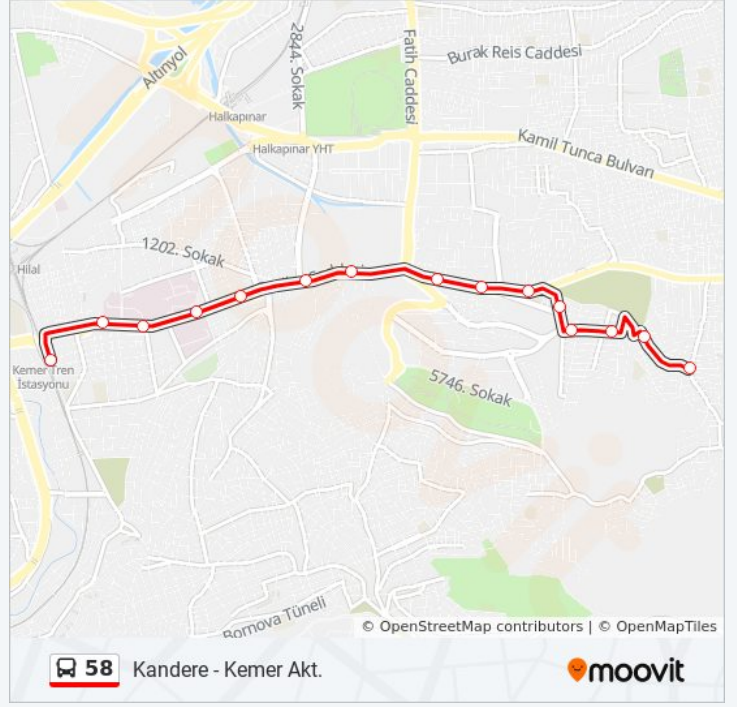 2844. Sokak
Fatih Caddesi
Burak Reis Caddesi
Altınyol
Halkapınar
Halkapınar YHT
Kamil Tunca Bulvarı
1202. Sokak
Hilal
Kemer Tren
İstasyonu
5746. Sokak
Bornova Tüneli
© OpenStreetMap contributors | © OpenMapTiles
58 Kandere - Kemer Akt.
moovit